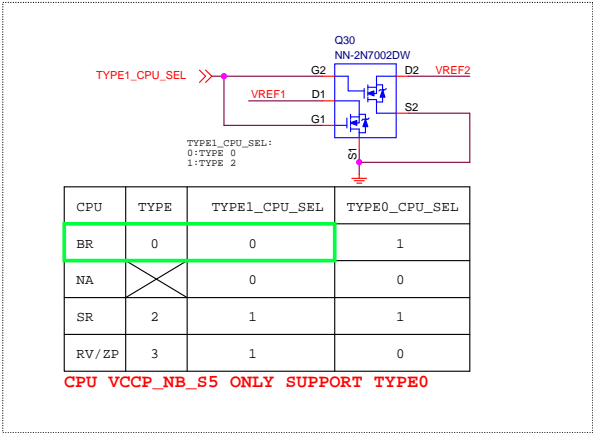 Q30
NN-2N7002DW
TYPE1_CPU_SEL
G2
D2
VREF2
VREF1
D1
S2
G1
TYPE1_CPU_SEL:
0:TYPE 0
1:TYPE 2
S1
CPU TYPE TYPE1_CPU_SEL TYPE0_CPU_SEL
BR 0 0 1
NA 0 0
SR 2 1 1
RV/ZP 3 1 0
CPU VCCP_NB_S5 ONLY SUPPORT TYPE0